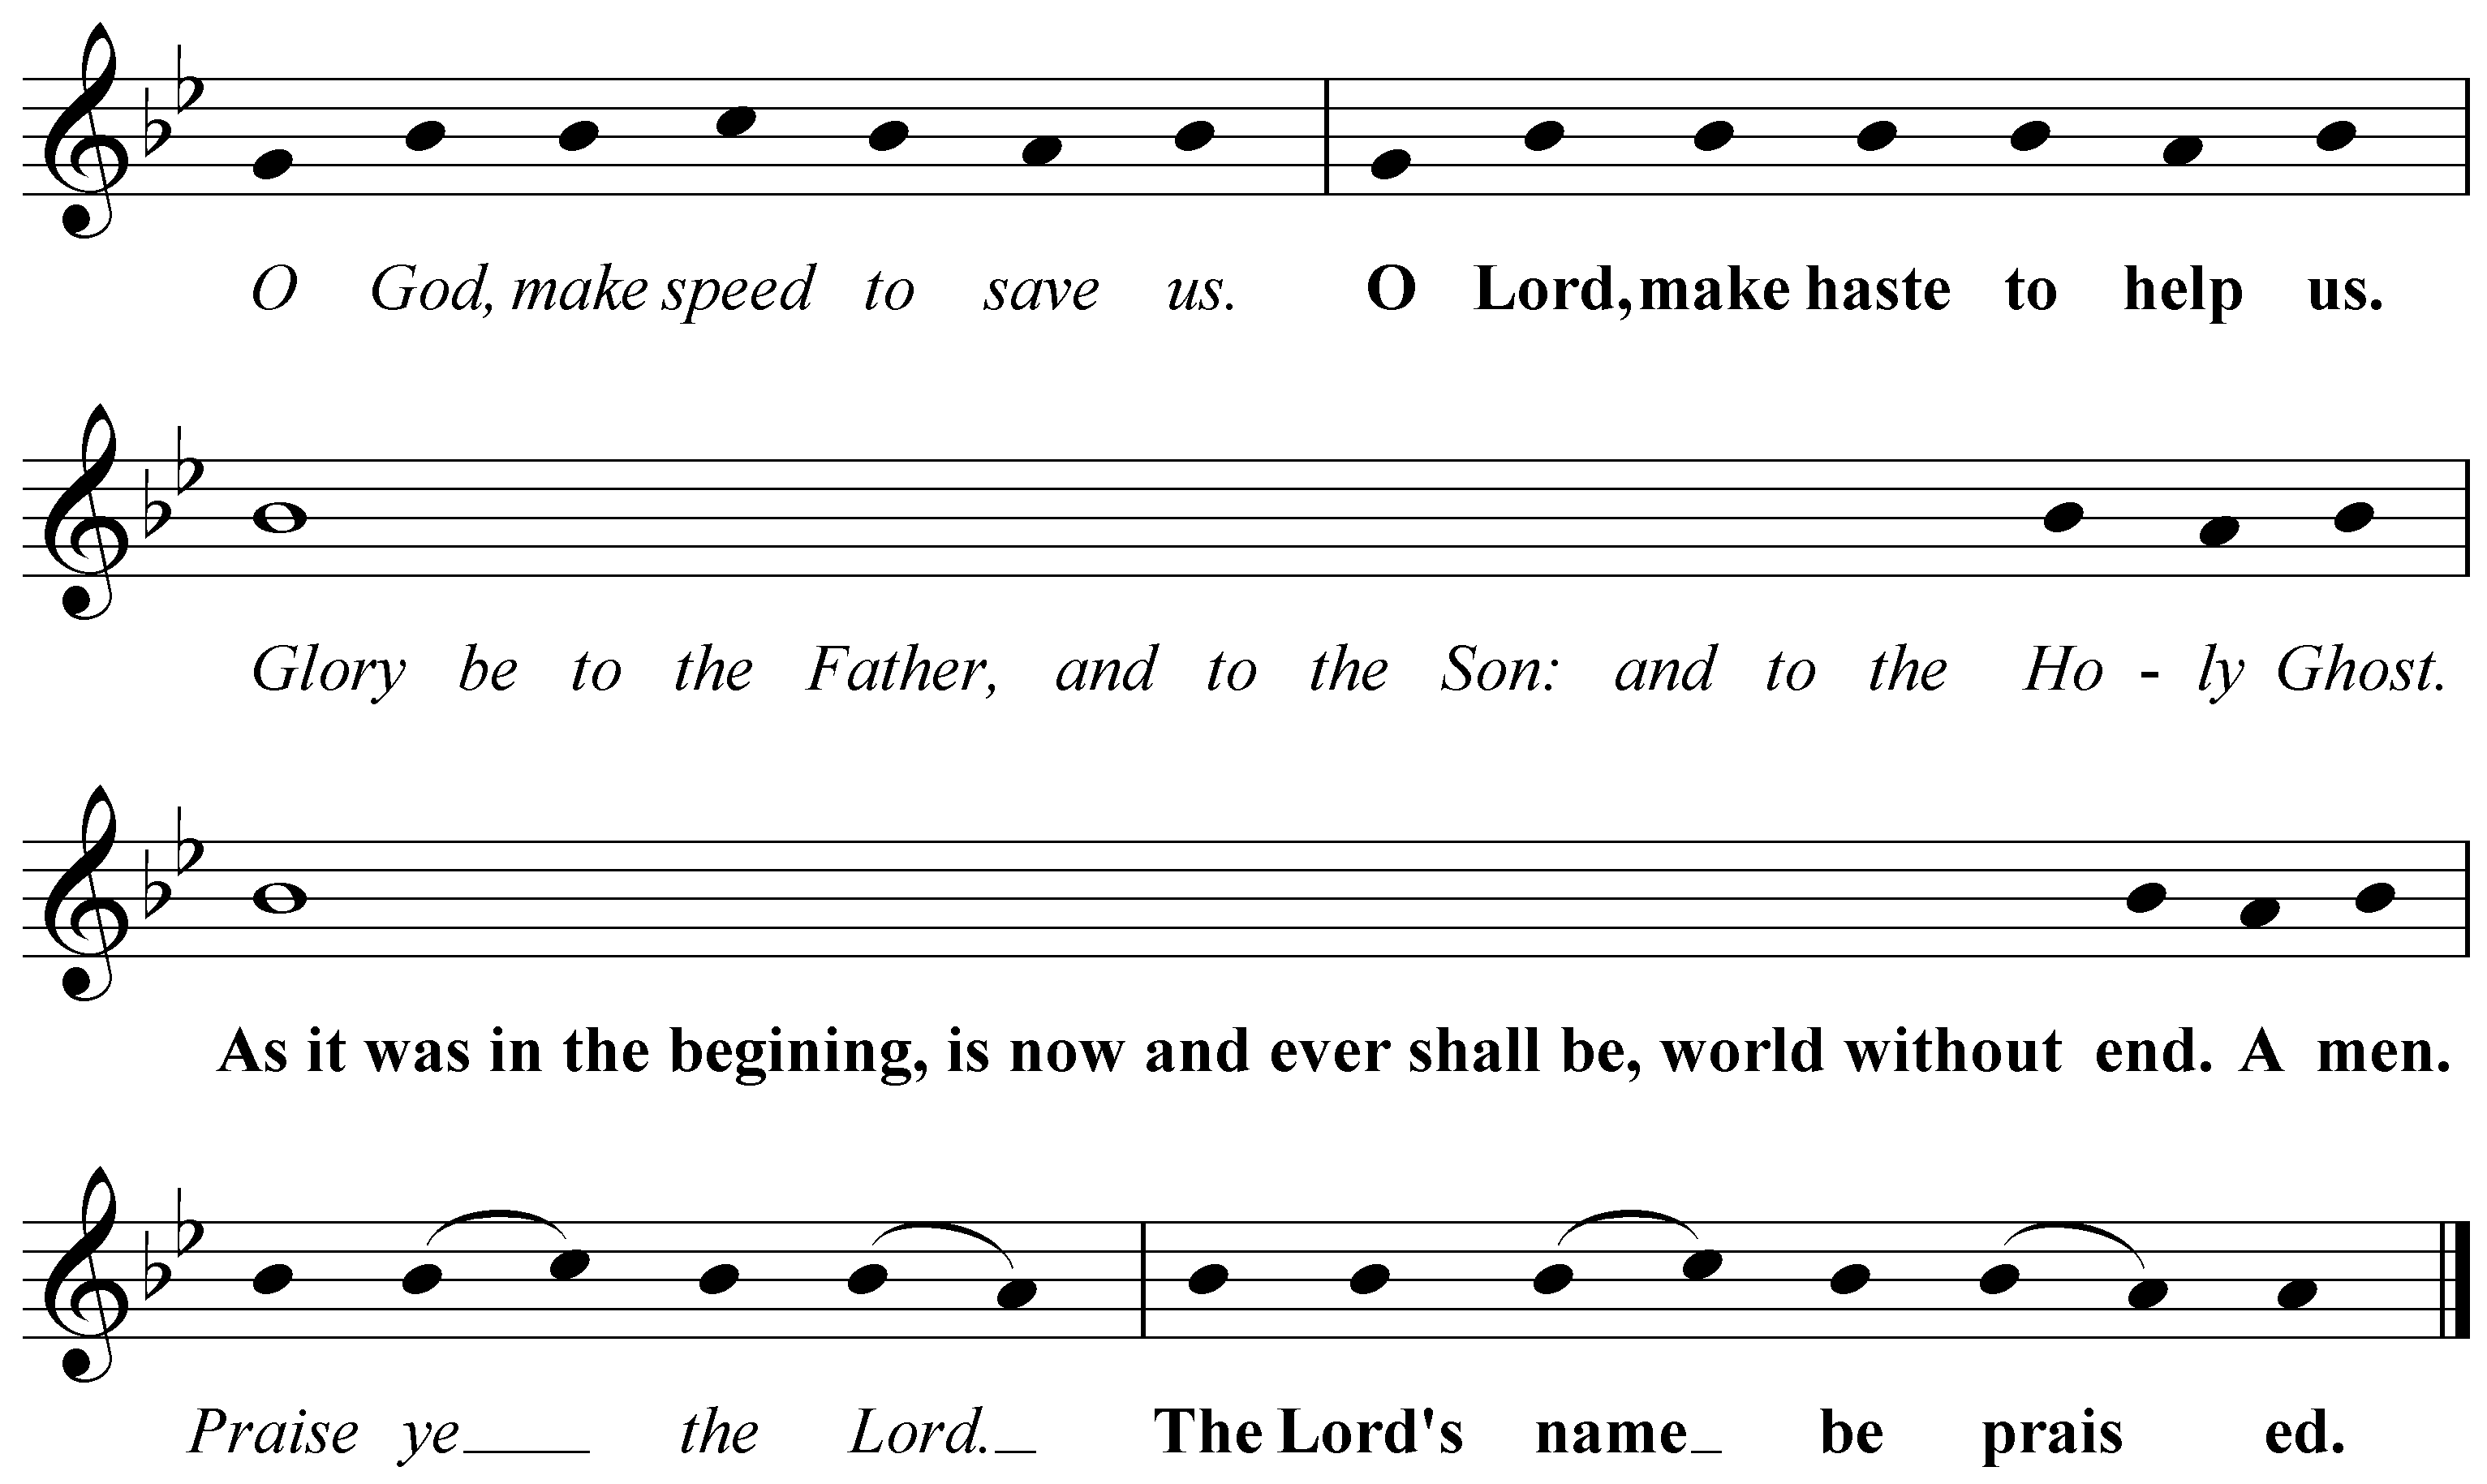 O God, make speed to save us. O Lord, make haste to help us.
Glory be to the Father, and to the Son: and to the Ho - ly Ghost.
As it was in the begining, is now and ever shall be, world without end. A men.
Praise ye the Lord. The Lord's name be prais ed.